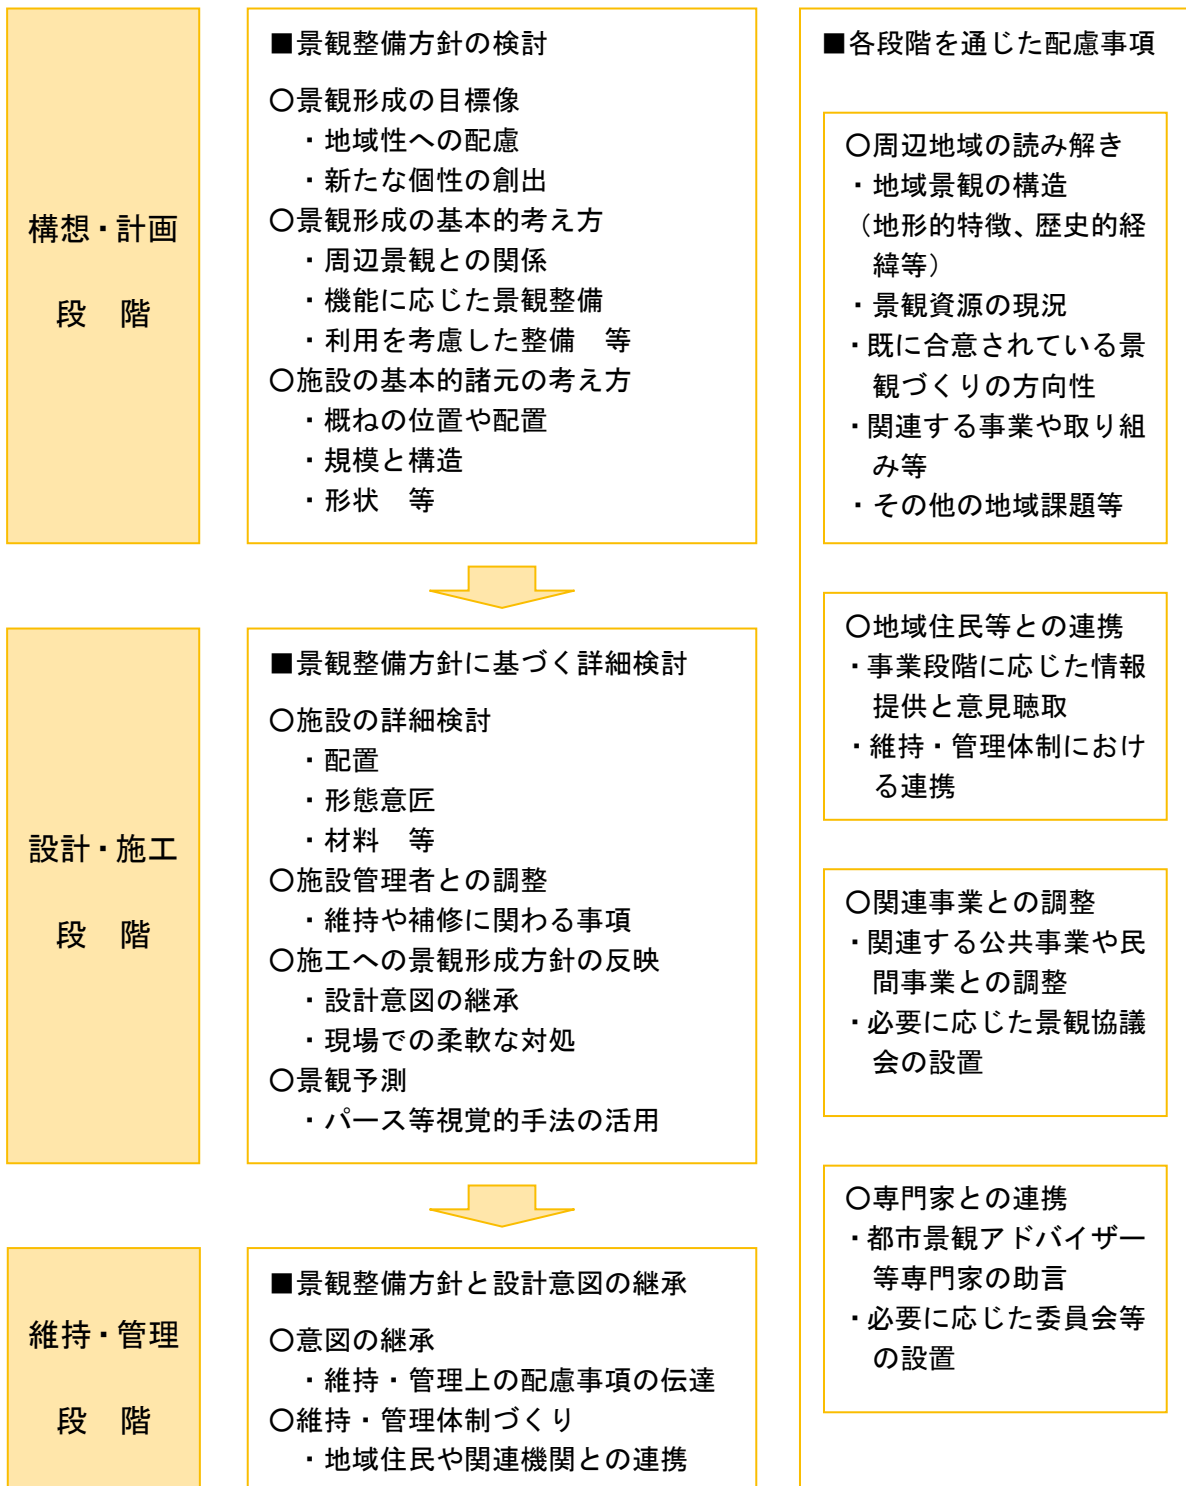 構想・計画
段　階
■景観整備方針の検討
〇景観形成の目標像
・地域性への配慮
・新たな個性の創出
〇景観形成の基本的考え方
・周辺景観との関係
・機能に応じた景観整備
・利用を考慮した整備　等
〇施設の基本的諸元の考え方
・概ねの位置や配置
・規模と構造
・形状　等
設計・施工
段　階
■景観整備方針に基づく詳細検討
〇施設の詳細検討
・配置
・形態意匠
・材料　等
〇施設管理者との調整
・維持や補修に関わる事項
〇施工への景観形成方針の反映
・設計意図の継承
・現場での柔軟な対処
〇景観予測
・パース等視覚的手法の活用
維持・管理
段　階
■景観整備方針と設計意図の継承
〇意図の継承
・維持・管理上の配慮事項の伝達
〇維持・管理体制づくり
・地域住民や関連機関との連携
■各段階を通じた配慮事項
〇周辺地域の読み解き
・地域景観の構造
（地形的特徴、歴史的経
緯等）
・景観資源の現況
・既に合意されている景
観づくりの方向性
・関連する事業や取り組
み等
・その他の地域課題等
〇地域住民等との連携
・事業段階に応じた情報
提供と意見聴取
・維持・管理体制におけ
る連携
〇関連事業との調整
・関連する公共事業や民
間事業との調整
・必要に応じた景観協議
会の設置
〇専門家との連携
・都市景観アドバイザー
等専門家の助言
・必要に応じた委員会等
の設置